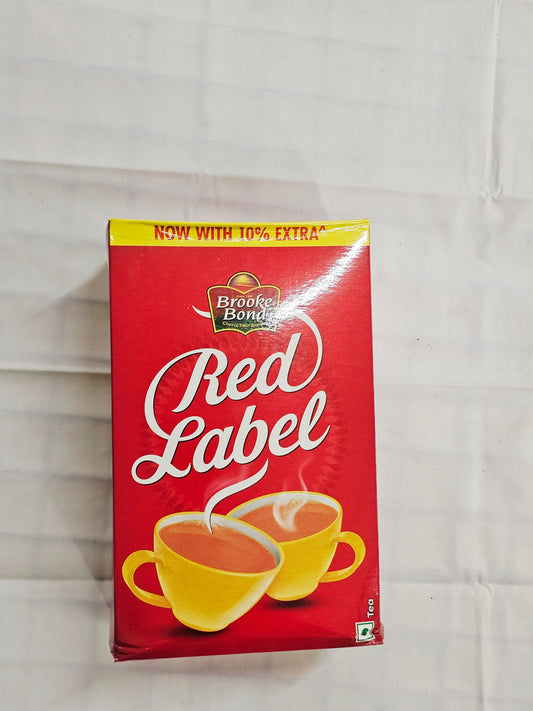 NOW WITH 10% EXTRA^
Brooke
Bond
Red
Label
Tea